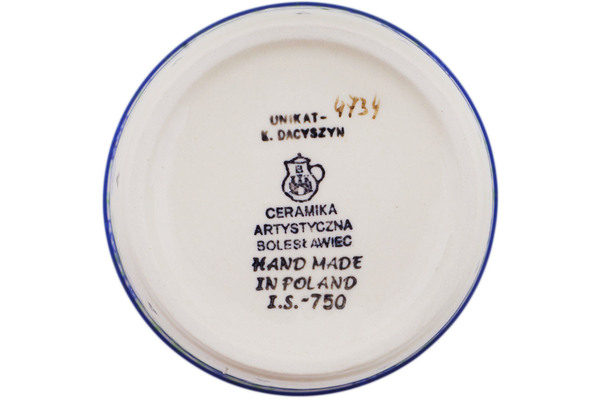 UNIKAT- 4734
K. DACYSZYN
CERAMIKA
ARTYSTYCZNA
BOLESŁAWIEC
HAND MADE
IN POLAND
I.S.-750